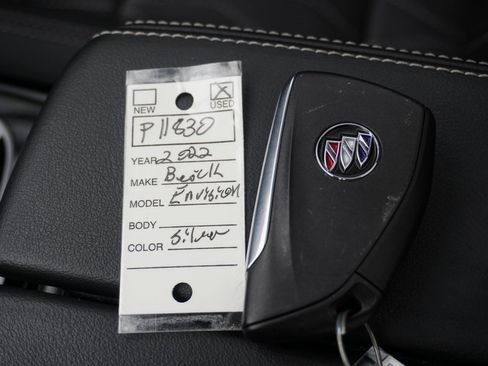 NEW USED
P11830
YEAR 2022
MAKE Buick
MODEL Envision
BODY
COLOR Silver